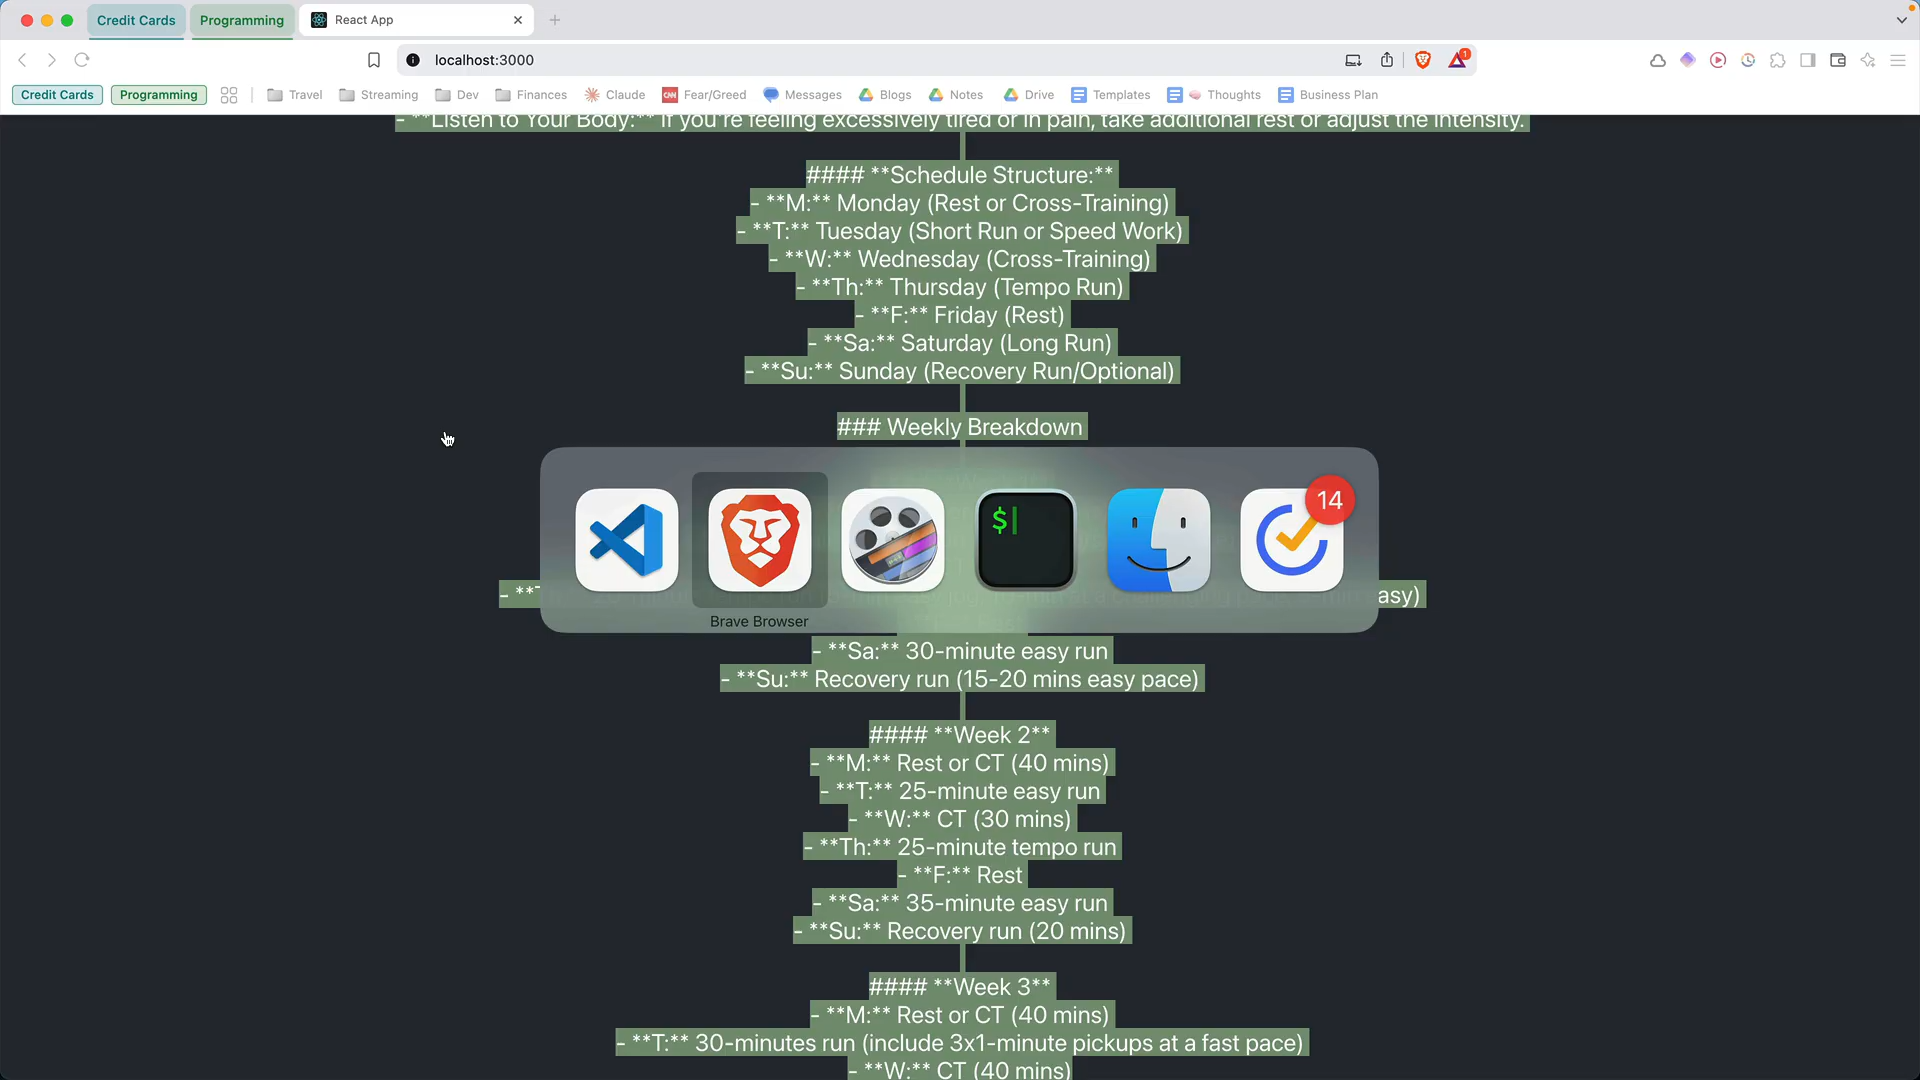 Credit Cards
Programming
React App
localhost:3000
1
Credit Cards
Programming
Travel
Streaming
Dev
Finances
Claude
CNN
Fear/Greed
Messages
Blogs
Notes
Drive
Templates
Thoughts
Business Plan
- **Listen to Your Body:** If you're feeling excessively tired or in pain, take additional rest or adjust the intensity.
#### **Schedule Structure:**
- **M:** Monday (Rest or Cross-Training)
- **T:** Tuesday (Short Run or Speed Work)
- **W:** Wednesday (Cross-Training)
- **Th:** Thursday (Tempo Run)
- **F:** Friday (Rest)
- **Sa:** Saturday (Long Run)
- **Su:** Sunday (Recovery Run/Optional)
### Weekly Breakdown
$
14
- **T
asy)
Brave Browser
- **Sa:** 30-minute easy run
- **Su:** Recovery run (15-20 mins easy pace)
#### **Week 2**
- **M:** Rest or CT (40 mins)
- **T:** 25-minute easy run
- **W:** CT (30 mins)
- **Th:** 25-minute tempo run
- **F:** Rest
- **Sa:** 35-minute easy run
- **Su:** Recovery run (20 mins)
#### **Week 3**
- **M:** Rest or CT (40 mins)
- **T:** 30-minutes run (include 3x1-minute pickups at a fast pace)
- **W:** CT (40 mins)